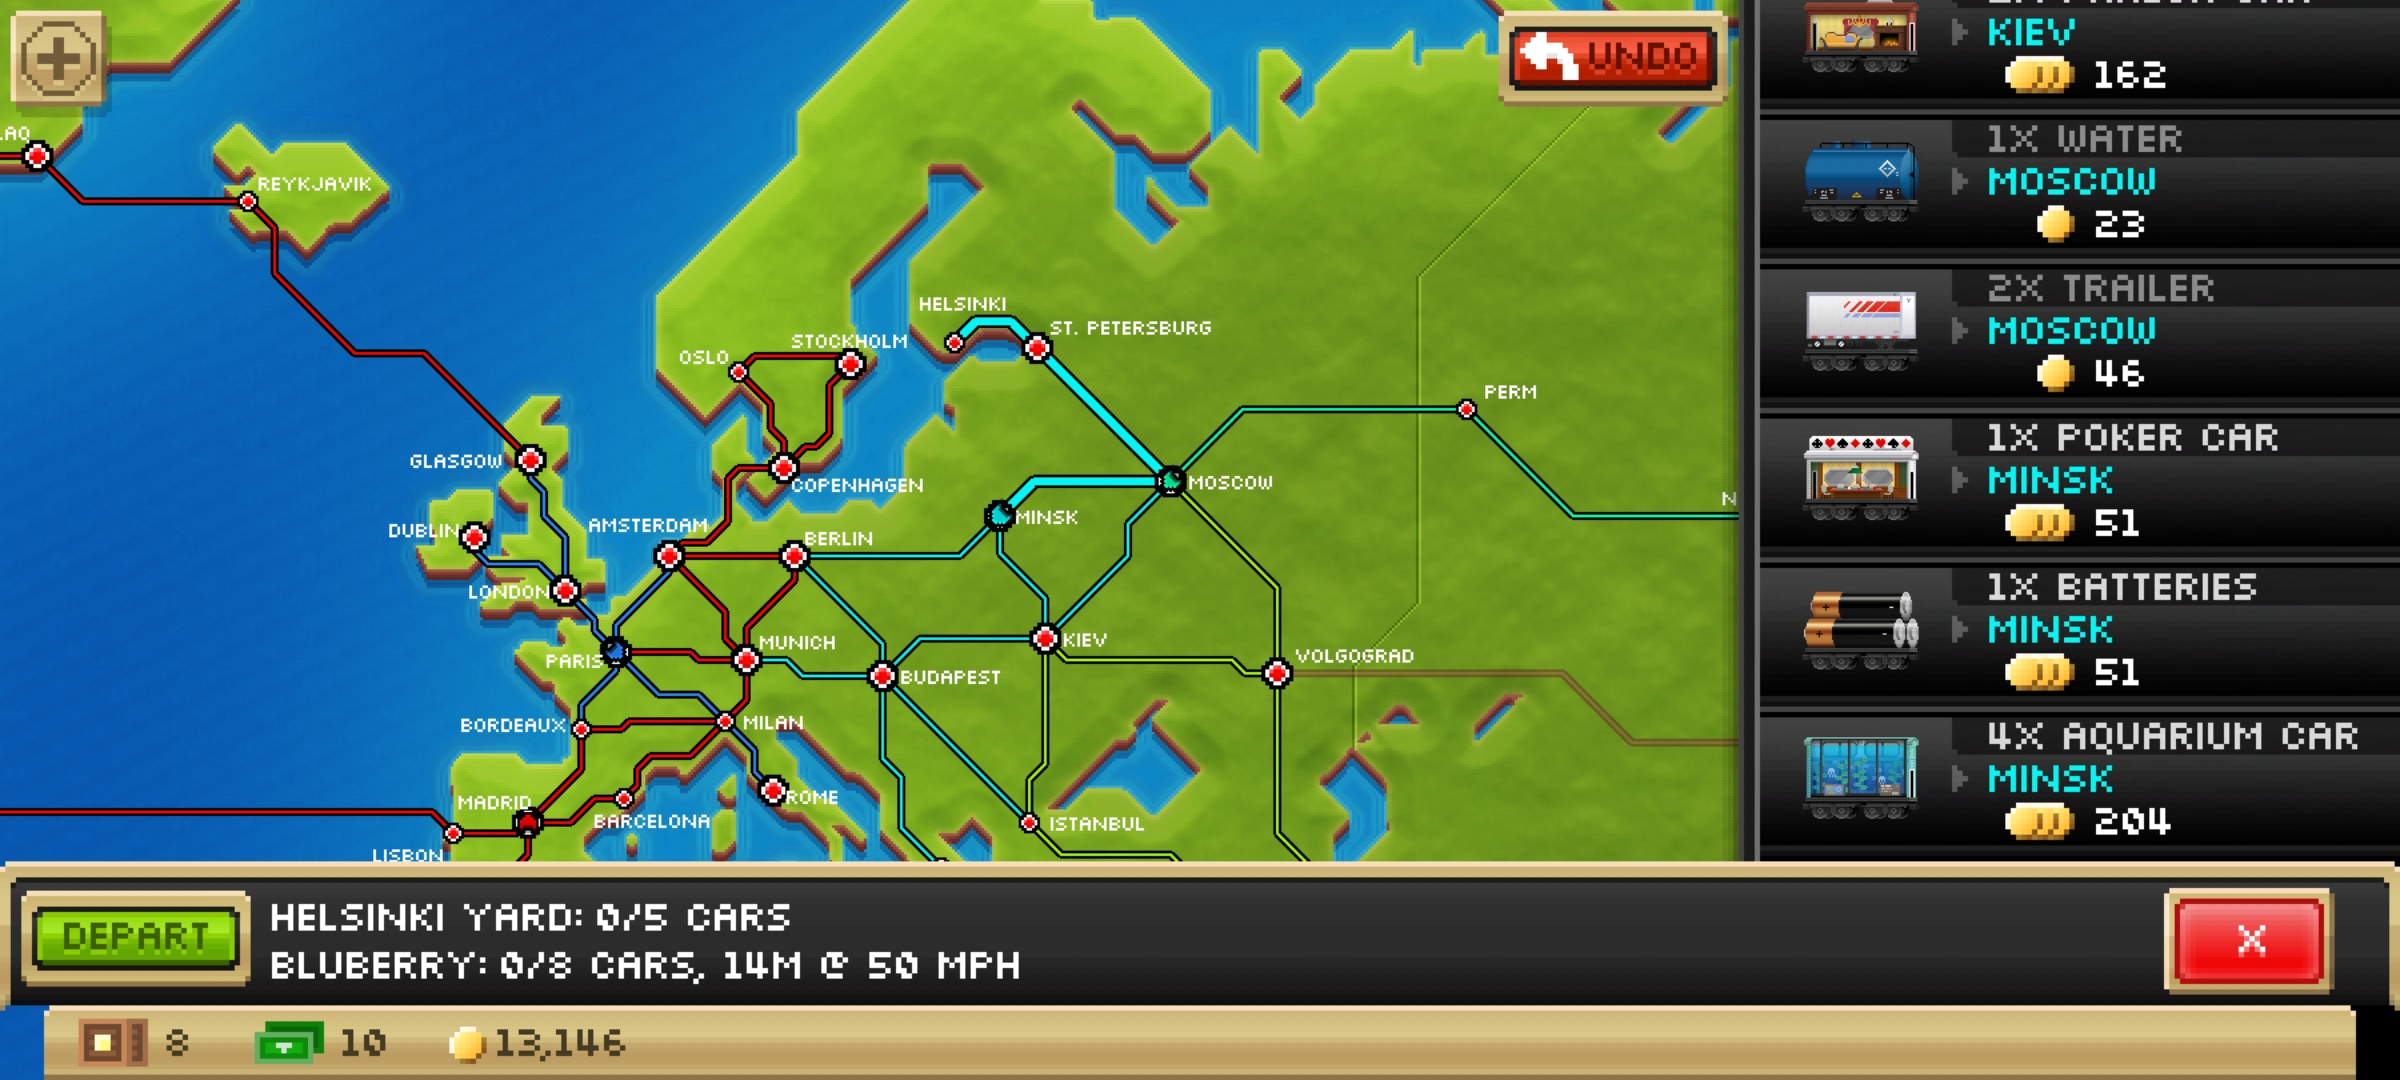 UNDO
KIEV
162
1X WATER
MOSCOW
23
2X TRAILER
MOSCOW
46
1X POKER CAR
MINSK
51
1X BATTERIES
MINSK
51
4X AQUARIUM CAR
MINSK
204
REYKJAVIK
HELSINKI
ST. PETERSBURG
STOCKHOLM
OSLO
PERM
GLASGOW
COPENHAGEN
MOSCOW
MINSK
DUBLIN
AMSTERDAM
BERLIN
LONDON
MUNICH
KIEV
PARIS
BUDAPEST
VOLGOGRAD
BORDEAUX
MILAN
MADRID
ROME
BARCELONA
ISTANBUL
LISBON
DEPART
HELSINKI YARD: 0/5 CARS
BLUBERRY: 0/8 CARS, 14M @ 50 MPH
X
8
10
13,146